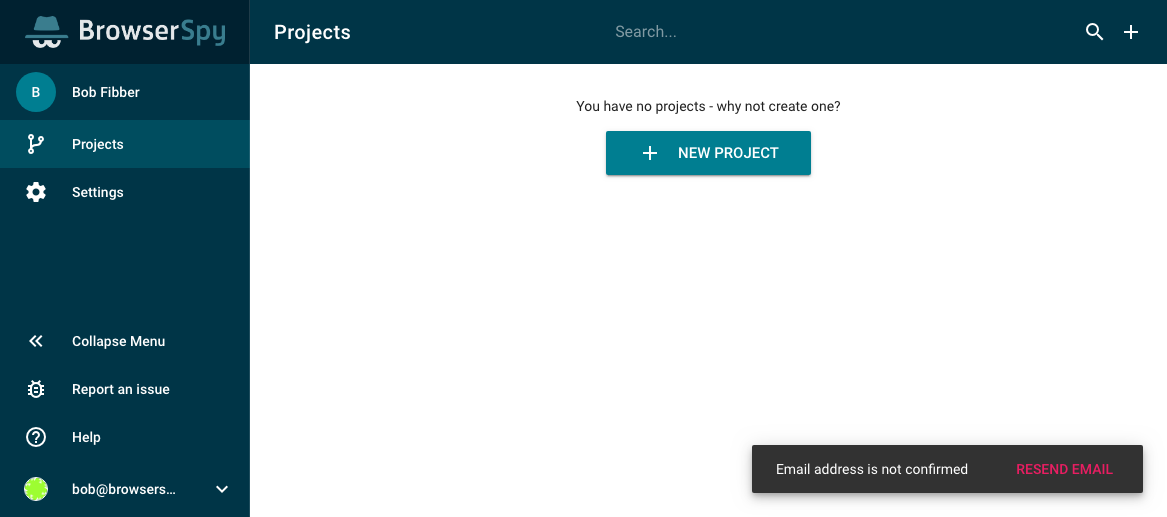 BrowserSpy
Projects
Search...
B
Bob Fibber
Projects
Settings
You have no projects - why not create one?
NEW PROJECT
Collapse Menu
Report an issue
Help
bob@browsers...
Email address is not confirmed
RESEND EMAIL